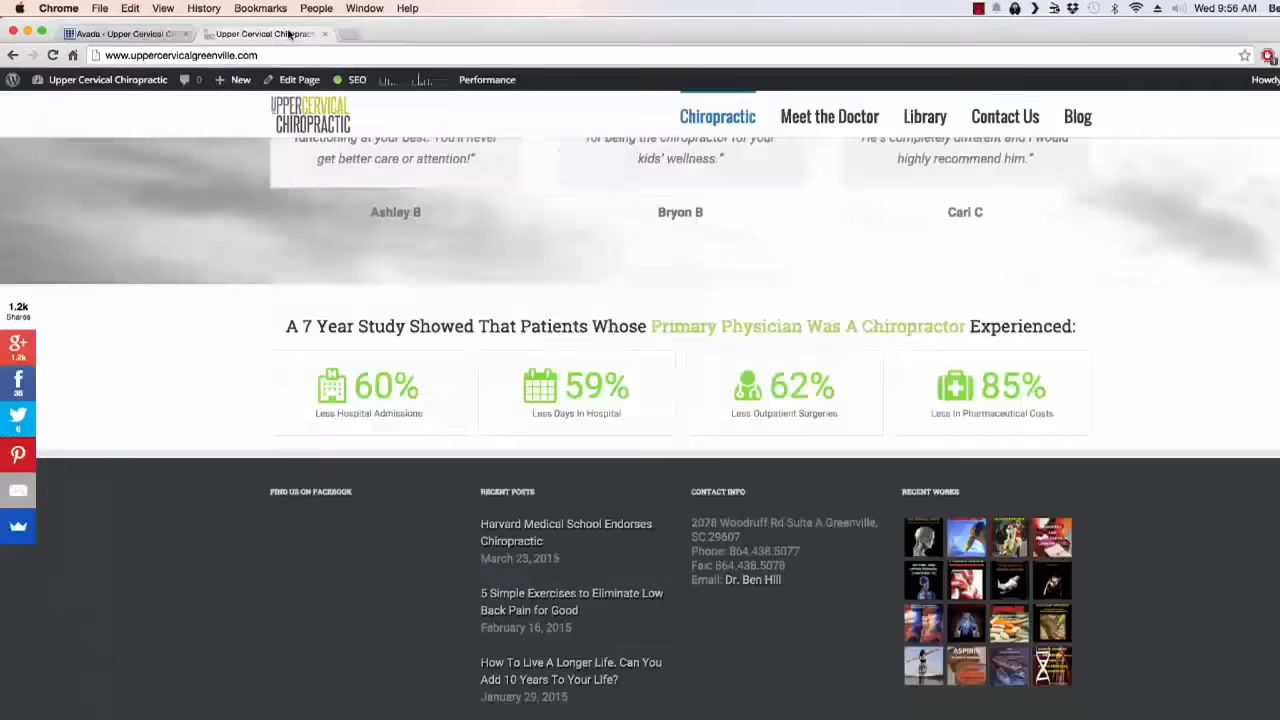 Chrome File Edit View History Bookmarks People Window Help Wed 9:56 AM Be
Avada - Upper Cervical C
Upper Cervical Chiropract
www.uppercervicalgreenville.com
Upper Cervical Chiropractic 0 New Edit Page SEO Performance Howdy
UPPERCERVICAL
CHIROPRACTIC
Chiropractic Meet the Doctor Library Contact Us Blog
functioning at your best. You'll never
get better care or attention!"
for being the chiropractor for your
kids' wellness."
He's completely different and I would
highly recommend him."
Ashley B
Bryon B
Carl C
1.2k
Shares
1.2k
36
6
A 7 Year Study Showed That Patients Whose Primary Physician Was A Chiropractor Experienced:
60%
Less Hospital Admissions
59%
Less Days In Hospital
62%
Less Outpatient Surgeries
85%
Less In Pharmaceutical Costs
FIND US ON FACEBOOK
RECENT POSTS
Harvard Medical School Endorses
Chiropractic
March 23, 2015
5 Simple Exercises to Eliminate Low
Back Pain for Good
February 16, 2015
How To Live A Longer Life. Can You
Add 10 Years To Your Life?
January 29, 2015
CONTACT INFO
2078 Woodruff Rd Suite A Greenville,
SC 29607
Phone: 864.438.5077
Fax: 864.438.5078
Email: Dr. Ben Hill
RECENT WORKS
ASPIRIN